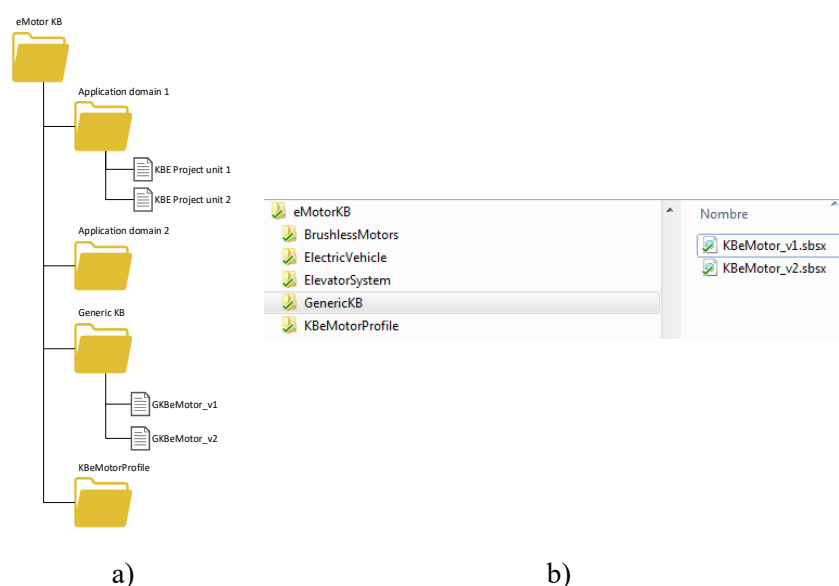 eMotor KB
Application domain 1
KBE Project unit 1
KBE Project unit 2
Application domain 2
Generic KB
GKBeMotor_v1
GKBeMotor_v2
KBeMotorProfile
a)
eMotorKB
BrushlessMotors
ElectricVehicle
ElevatorSystem
GenericKB
KBeMotorProfile
Nombre
KBeMotor_v1.sbsx
KBeMotor_v2.sbsx
b)